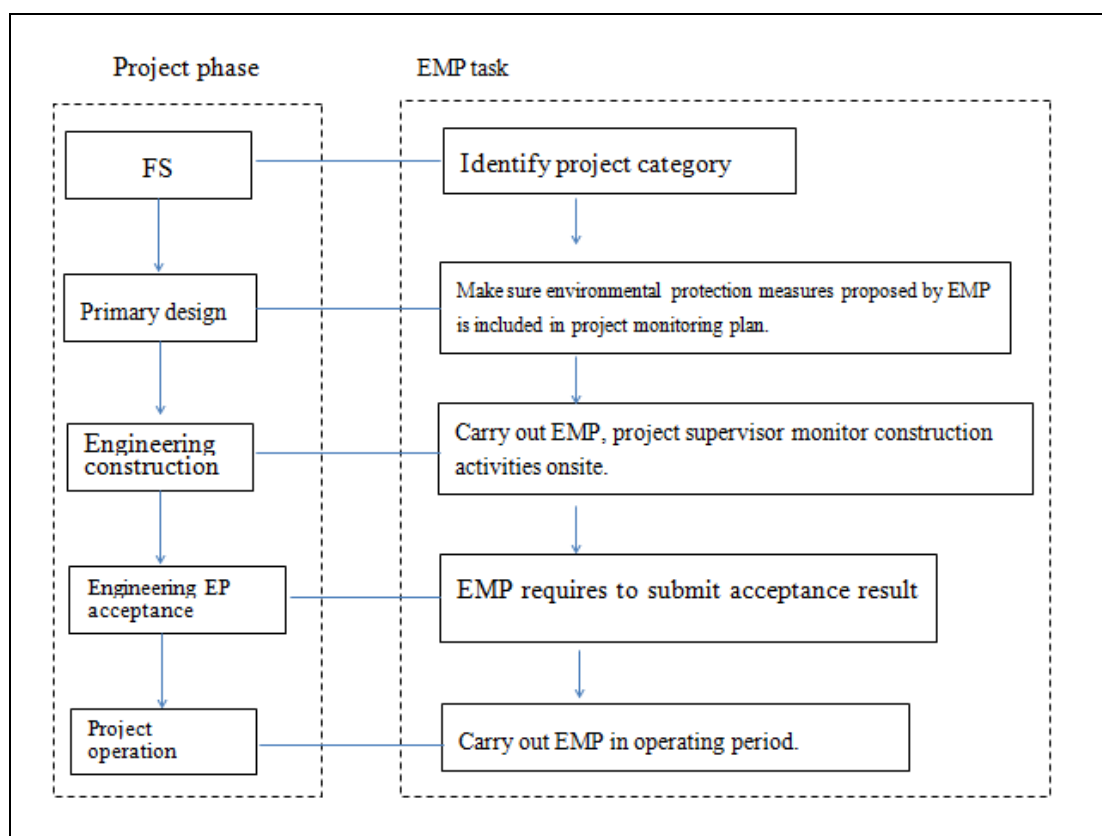 Project phase
EMP task
FS
Identify project category
Primary design
Make sure environmental protection measures proposed by EMP
is included in project monitoring plan.
Engineering
construction
Carry out EMP, project supervisor monitor construction
activities onsite.
Engineering EP
acceptance
EMP requires to submit acceptance result
Project
operation
Carry out EMP in operating period.